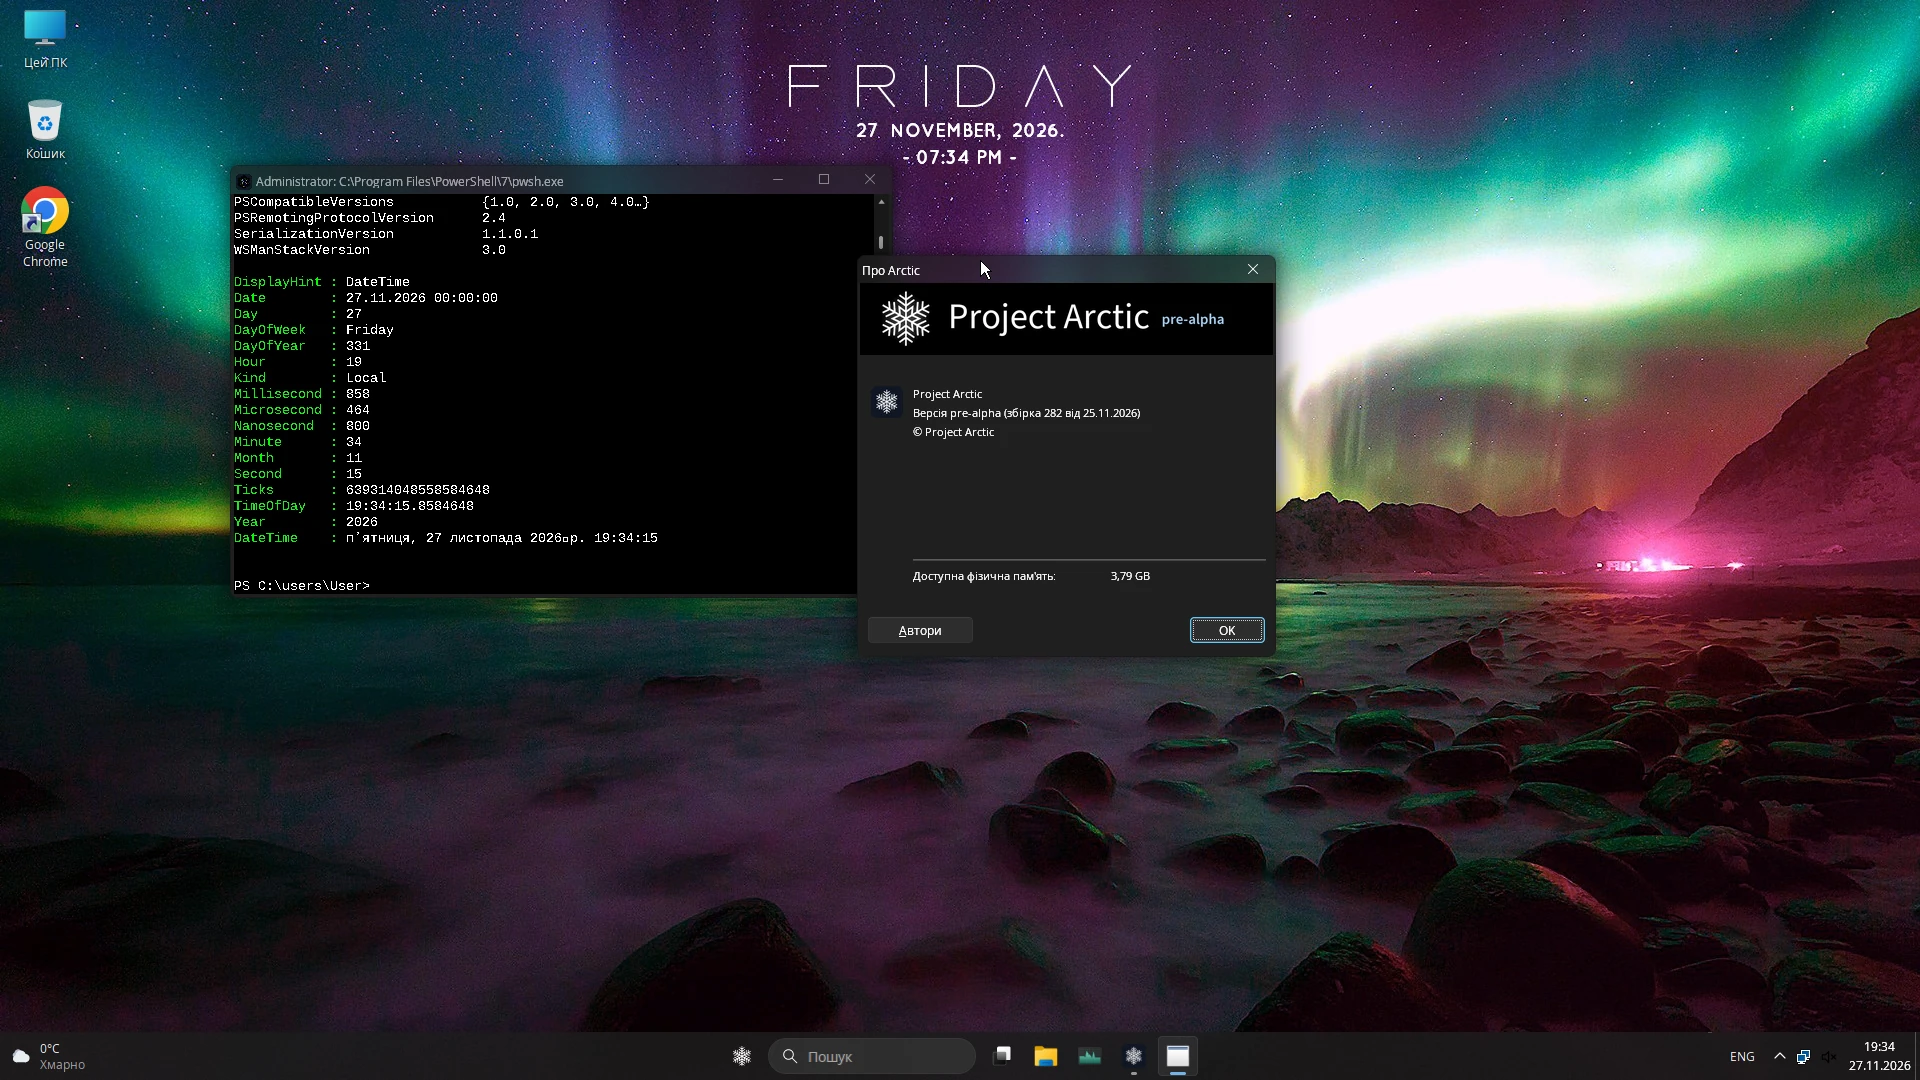 Цей ПК
Кошик
Google
Chrome
FRIDAY
27 NOVEMBER, 2026.
- 07:34 PM -
Administrator: C:\Program Files\PowerShell\7\pwsh.exe
PSCompatibleVersions {1.0, 2.0, 3.0, 4.0…}
PSRemotingProtocolVersion 2.4
SerializationVersion 1.1.0.1
WSManStackVersion 3.0
DisplayHint : DateTime
Date : 27.11.2026 00:00:00
Day : 27
DayOfWeek : Friday
DayOfYear : 331
Hour : 19
Kind : Local
Millisecond : 858
Microsecond : 464
Nanosecond : 800
Minute : 34
Month : 11
Second : 15
Ticks : 639314048558584648
TimeOfDay : 19:34:15.8584648
Year : 2026
DateTime : п'ятниця, 27 листопада 2026▯р. 19:34:15
PS C:\users\User>
Про Arctic
Project Arctic pre-alpha
Project Arctic
Версія pre-alpha (збірка 282 від 25.11.2026)
© Project Arctic
Доступна фізична пам'ять: 3,79 GB
Автори
OK
0°C
Хмарно
Пошук
ENG
19:34
27.11.2026